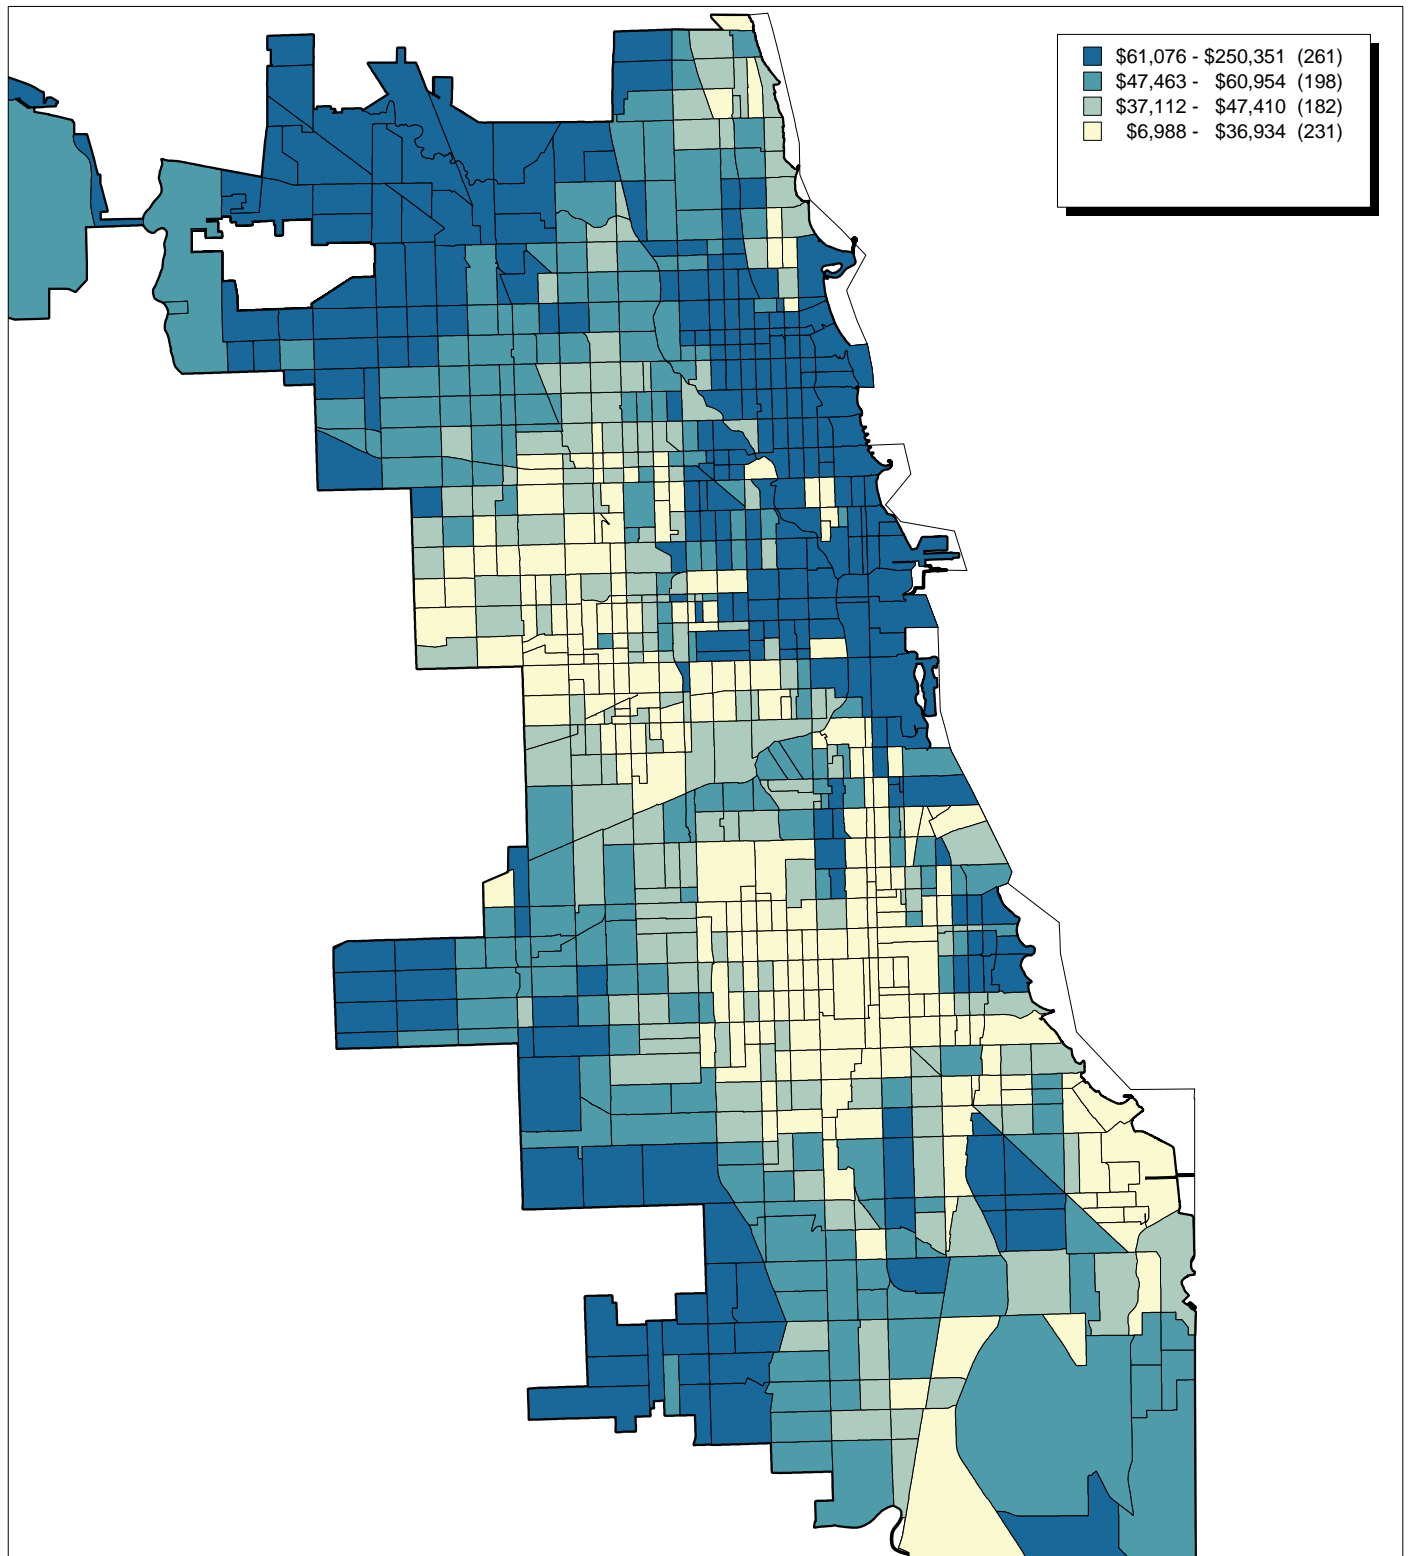 $61,076 - $250,351 (261)
$47,463 - $60,954 (198)
$37,112 - $47,410 (182)
$6,988 - $36,934 (231)